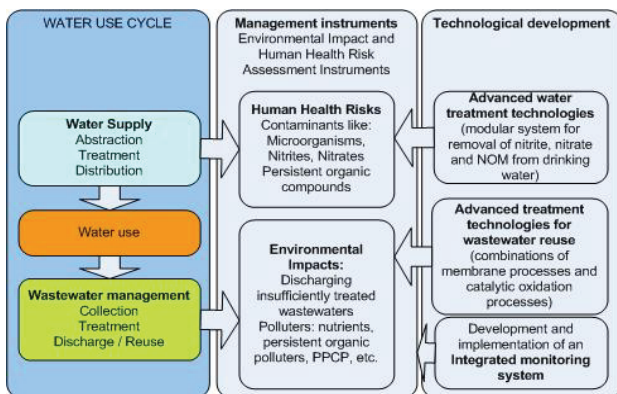 WATER USE CYCLE
Water Supply
Abstraction
Treatment
Distribution
Water use
Wastewater management
Collection
Treatment
Discharge / Reuse
Management instruments
Environmental Impact and
Human Health Risk
Assessment Instruments
Human Health Risks
Contaminants like:
Microorganisms,
Nitrites, Nitrates
Persistent organic
compounds
Environmental
Impacts:
Discharging
insufficiently treated
wastewaters
Polluters: nutrients,
persistent organic
polluters, PPCP, etc.
Technological development
Advanced water
treatment technologies
(modular system for
removal of nitrite, nitrate
and NOM from drinking
water)
Advanced treatment
technologies for
wastewater reuse
(combinations of
membrane processes and
catalytic oxidation
processes)
Development and
implementation of an
Integrated monitoring
system